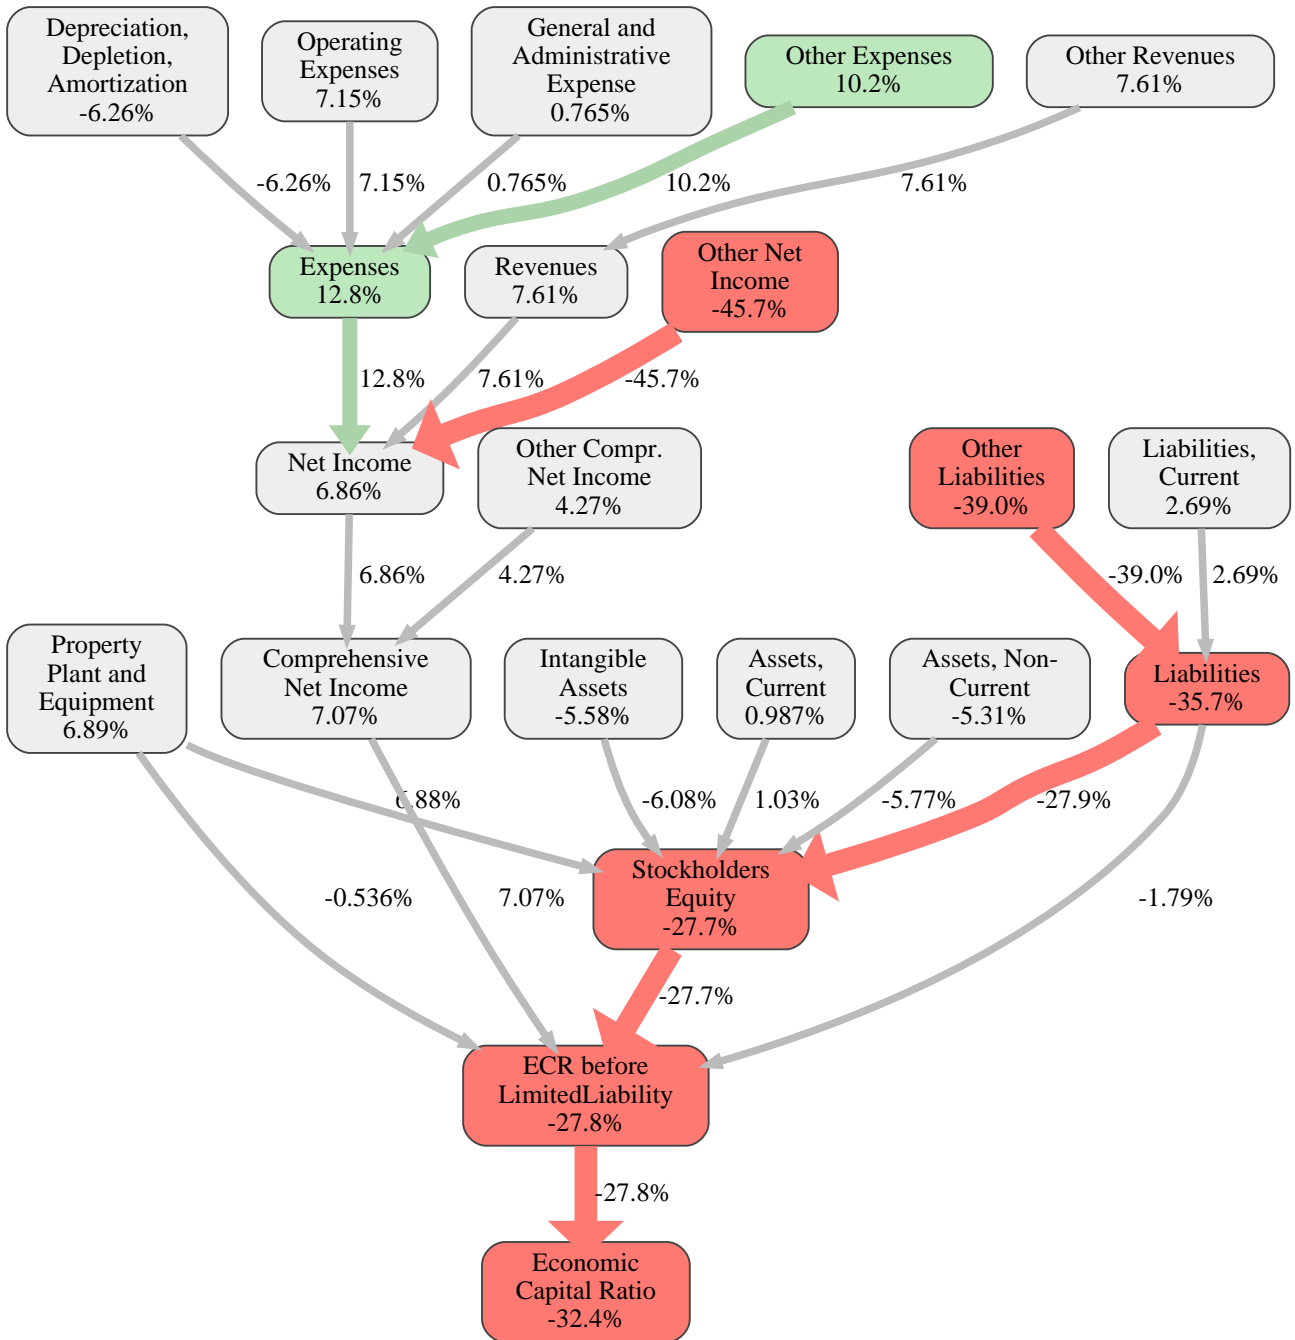 Depreciation,
Depletion,
Amortization
-6.26%
Operating
Expenses
7.15%
General and
Administrative
Expense
0.765%
Other Expenses
10.2%
Other Revenues
7.61%
-6.26%
7.15%
0.765%
10.2%
7.61%
Expenses
12.8%
Revenues
7.61%
Other Net
Income
-45.7%
12.8%
7.61%
-45.7%
Net Income
6.86%
Other Compr.
Net Income
4.27%
Other
Liabilities
-39.0%
Liabilities,
Current
2.69%
6.86%
4.27%
-39.0%
2.69%
Property
Plant and
Equipment
6.89%
Comprehensive
Net Income
7.07%
Intangible
Assets
-5.58%
Assets,
Current
0.987%
Assets, Non-
Current
-5.31%
Liabilities
-35.7%
6.88%
-6.08%
1.03%
-5.77%
-27.9%
Stockholders
Equity
-27.7%
-0.536%
7.07%
-1.79%
-27.7%
ECR before
LimitedLiability
-27.8%
-27.8%
Economic
Capital Ratio
-32.4%